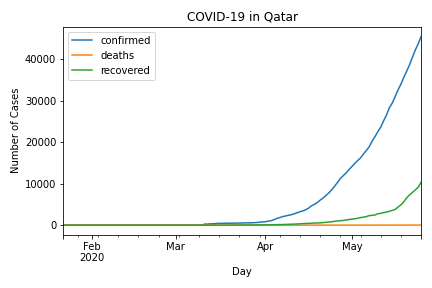 COVID-19 in Qatar
confirmed
deaths
recovered
Number of Cases
40000
30000
20000
10000
0
Feb
2020
Mar
Apr
May
Day